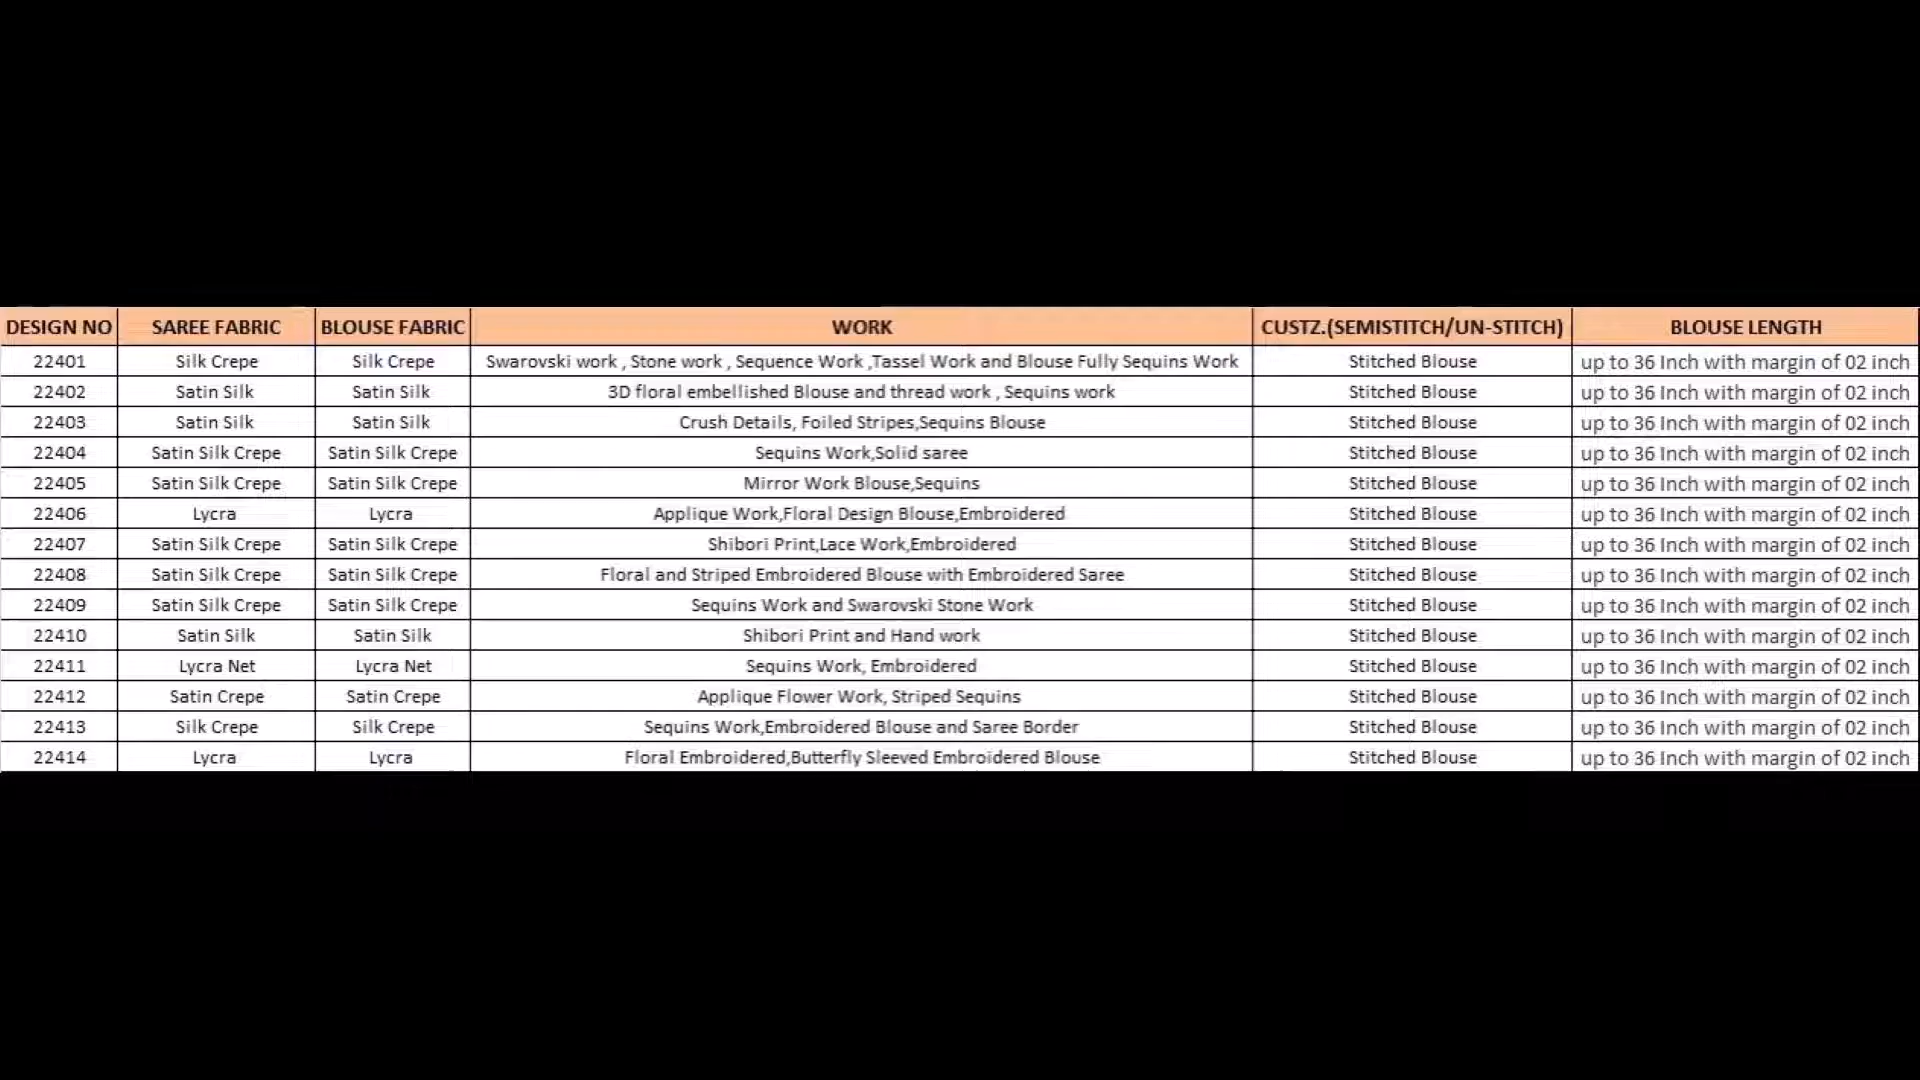 DESIGN NO SAREE FABRIC BLOUSE FABRIC WORK CUSTZ.(SEMISTITCH/UN-STITCH) BLOUSE LENGTH
22401 Silk Crepe Silk Crepe Swarovski work , Stone work , Sequence Work ,Tassel Work and Blouse Fully Sequins Work Stitched Blouse up to 36 Inch with margin of 02 inch
22402 Satin Silk Satin Silk 3D floral embellished Blouse and thread work , Sequins work Stitched Blouse up to 36 Inch with margin of 02 inch
22403 Satin Silk Satin Silk Crush Details, Foiled Stripes,Sequins Blouse Stitched Blouse up to 36 Inch with margin of 02 inch
22404 Satin Silk Crepe Satin Silk Crepe Sequins Work,Solid saree Stitched Blouse up to 36 Inch with margin of 02 inch
22405 Satin Silk Crepe Satin Silk Crepe Mirror Work Blouse,Sequins Stitched Blouse up to 36 Inch with margin of 02 inch
22406 Lycra Lycra Applique Work,Floral Design Blouse,Embroidered Stitched Blouse up to 36 Inch with margin of 02 inch
22407 Satin Silk Crepe Satin Silk Crepe Shibori Print,Lace Work,Embroidered Stitched Blouse up to 36 Inch with margin of 02 inch
22408 Satin Silk Crepe Satin Silk Crepe Floral and Striped Embroidered Blouse with Embroidered Saree Stitched Blouse up to 36 Inch with margin of 02 inch
22409 Satin Silk Crepe Satin Silk Crepe Sequins Work and Swarovski Stone Work Stitched Blouse up to 36 Inch with margin of 02 inch
22410 Satin Silk Satin Silk Shibori Print and Hand work Stitched Blouse up to 36 Inch with margin of 02 inch
22411 Lycra Net Lycra Net Sequins Work, Embroidered Stitched Blouse up to 36 Inch with margin of 02 inch
22412 Satin Crepe Satin Crepe Applique Flower Work, Striped Sequins Stitched Blouse up to 36 Inch with margin of 02 inch
22413 Silk Crepe Silk Crepe Sequins Work,Embroidered Blouse and Saree Border Stitched Blouse up to 36 Inch with margin of 02 inch
22414 Lycra Lycra Floral Embroidered,Butterfly Sleeved Embroidered Blouse Stitched Blouse up to 36 Inch with margin of 02 inch